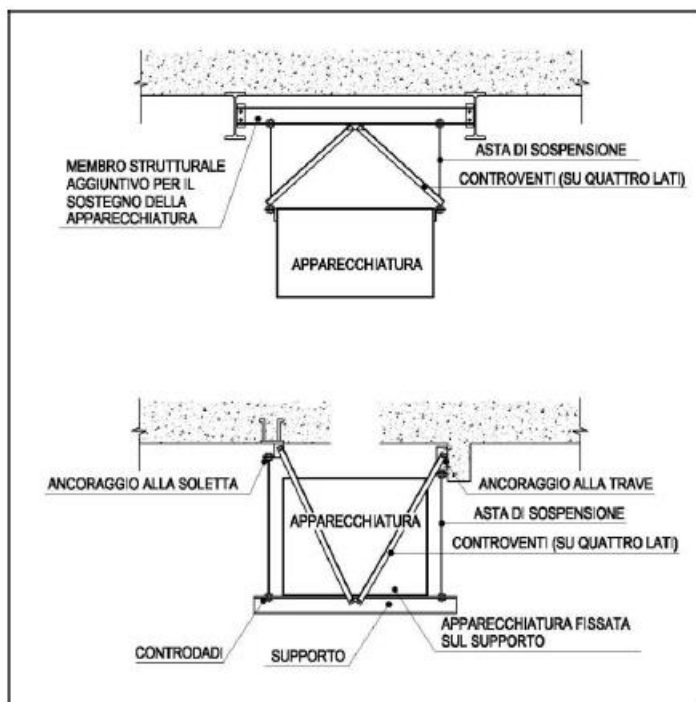 ASTA DI SOSPENSIONE
MEMBRO STRUTTURALE
AGGIUNTIVO PER IL
SOSTEGNO DELLA
APPARECCHIATURA
CONTROVENTI (SU QUATTRO LATI)
APPARECCHIATURA
ANCORAGGIO ALLA SOLETTA
ANCORAGGIO ALLA TRAVE
APPARECCHIATURA
ASTA DI SOSPENSIONE
CONTROVENTI (SU QUATTRO LATI)
APPARECCHIATURA FISSATA
SUL SUPPORTO
CONTRODADI
SUPPORTO